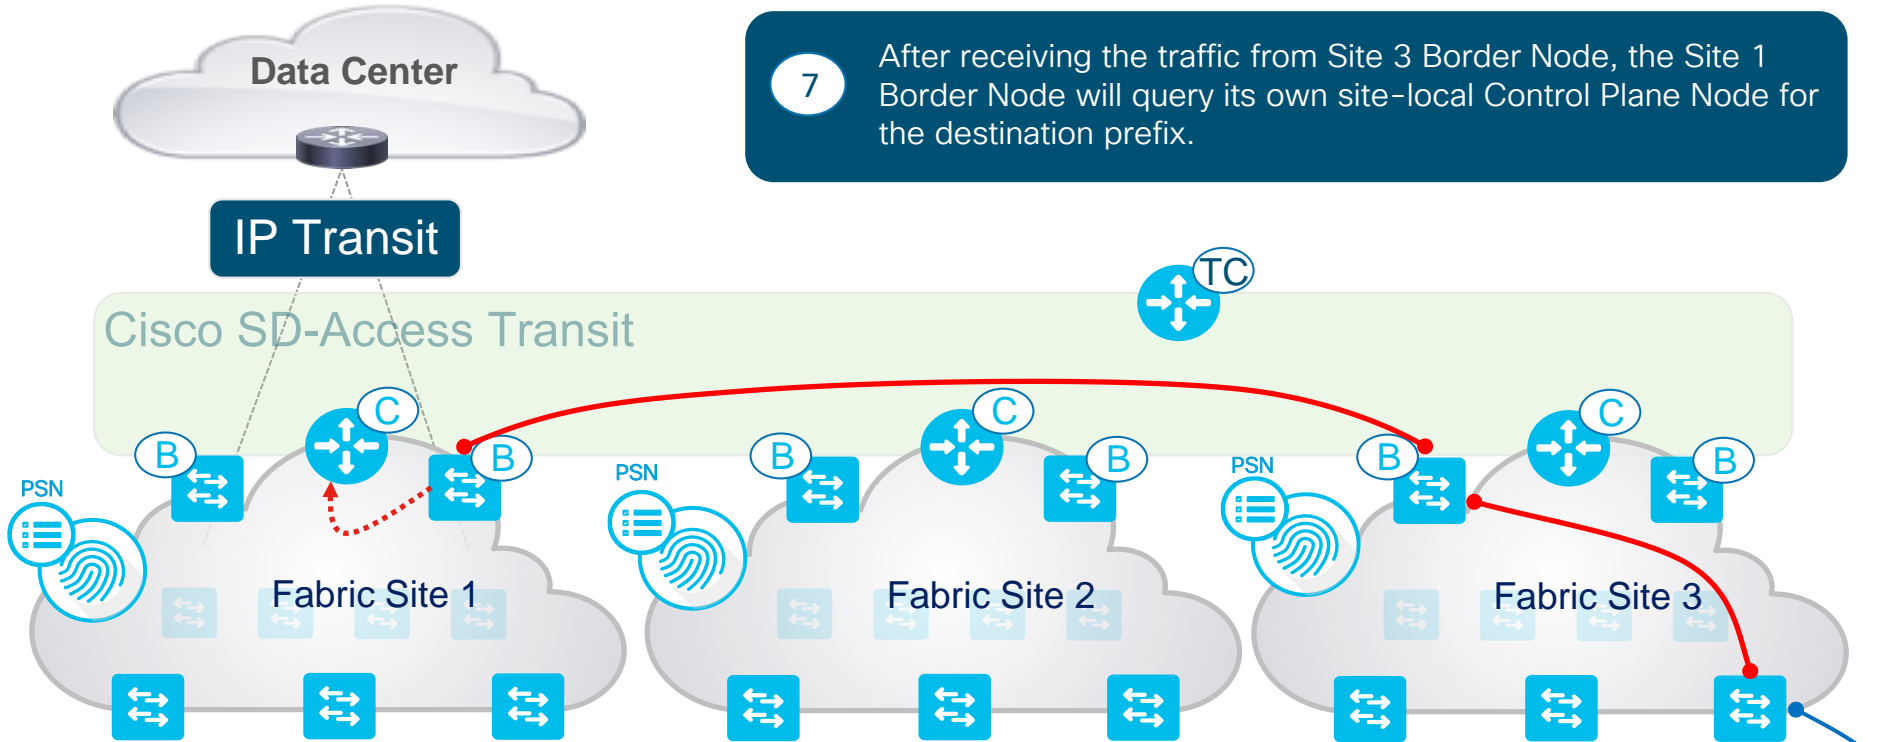 Data Center
7
After receiving the traffic from Site 3 Border Node, the Site 1
Border Node will query its own site-local Control Plane Node for
the destination prefix.
IP Transit
TC
Cisco SD-Access Transit
C
C
C
B
B
B
B
B
B
PSN
PSN
PSN
Fabric Site 1
Fabric Site 2
Fabric Site 3